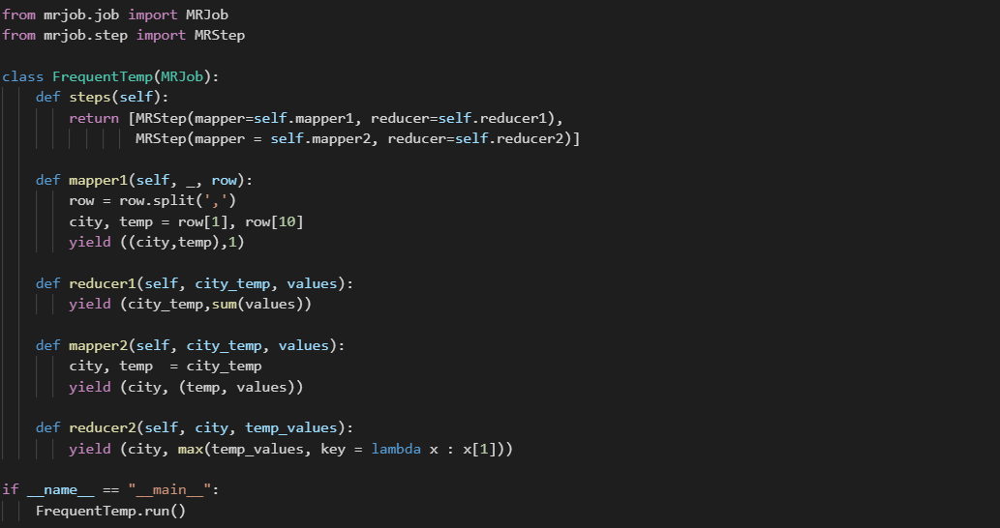 from mrjob.job import MRJob
from mrjob.step import MRStep

class FrequentTemp(MRJob):
    def steps(self):
        return [MRStep(mapper=self.mapper1, reducer=self.reducer1),
                MRStep(mapper = self.mapper2, reducer=self.reducer2)]

    def mapper1(self, _, row):
        row = row.split(',')
        city, temp = row[1], row[10]
        yield ((city,temp),1)

    def reducer1(self, city_temp, values):
        yield (city_temp,sum(values))

    def mapper2(self, city_temp, values):
        city, temp  = city_temp
        yield (city, (temp, values))

    def reducer2(self, city, temp_values):
        yield (city, max(temp_values, key = lambda x : x[1]))

if __name__ == "__main__":
    FrequentTemp.run()